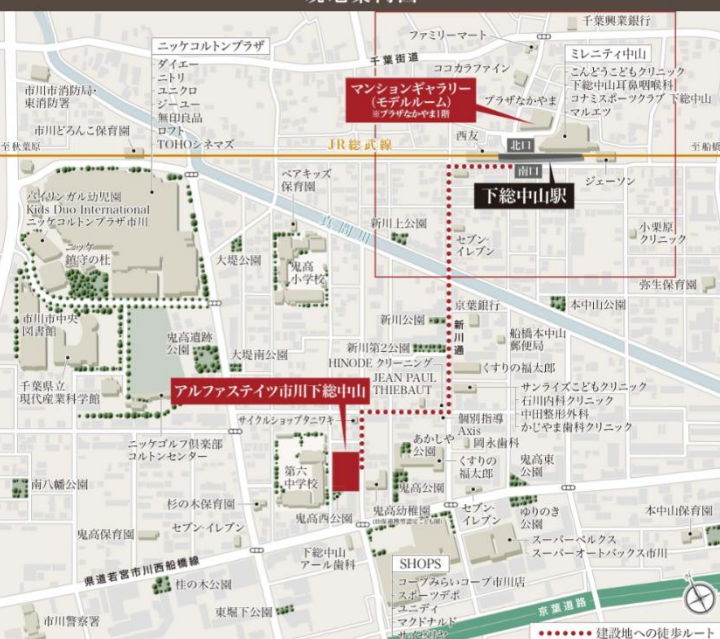 千葉興業銀行
ファミリーマート
千葉街道
ココカラファイン
ミレニティ中山
こんどうこどもクリニック
下総中山耳鼻咽喉科
コナミスポーツクラブ 下総中山
マルエツ
マンションギャラリー
(モデルルーム)
※プラザなかやま1階
プラザなかやま
西友
北口
南口
JR総武線
至秋葉原
至船橋
下総中山駅
ジェーソン
ニッケコルトンプラザ
ダイエー
ニトリ
ユニクロ
ジーユー
無印良品
ロフト
TOHOシネマズ
市川市消防局・
東消防署
市川どろんこ保育園
バイリンガル幼児園
Kids Duo International
ニッケコルトンプラザ市川
ニッケ
鎮守の杜
ベアキッズ
保育園
真間川
新川上公園
セブン-
イレブン
小栗原
クリニック
大堤公園
鬼高
小学校
弥生保育園
市川市中央
図書館
鬼高遺跡
公園
大堤南公園
新川公園
新川第2公園
京葉銀行
新川通
本中山公園
船橋本中山
郵便局
HINODE クリーニング
JEAN PAUL
THIEBAUT
くすりの福太郎
千葉県立
現代産業科学館
アルファステイツ市川下総中山
サイクルショップタニワキ
サンライズこどもクリニック
石川内科クリニック
中田整形外科
かじやま歯科クリニック
個別指導
Axis
岡永歯科
ニッケゴルフ倶楽部
コルトンセンター
第六
中学校
あかしや
公園
くすりの
福太郎
鬼高東
公園
南八幡公園
杉の木保育園
鬼高西公園
鬼高幼稚園
鬼高公園
セブン-
イレブン
ゆりのき
公園
本中山保育園
鬼高保育園
セブン-イレブン
下総中山
アール歯科
スーパーベルクス
スーパーオートバックス市川
県道若宮市川西船橋線
桂の木公園
SHOPS
コープみらいコープ市川店
スポーツデポ
ユニディ
マクドナルド
東堀下公園
京葉道路
市川警察署
建設地への徒歩ルート